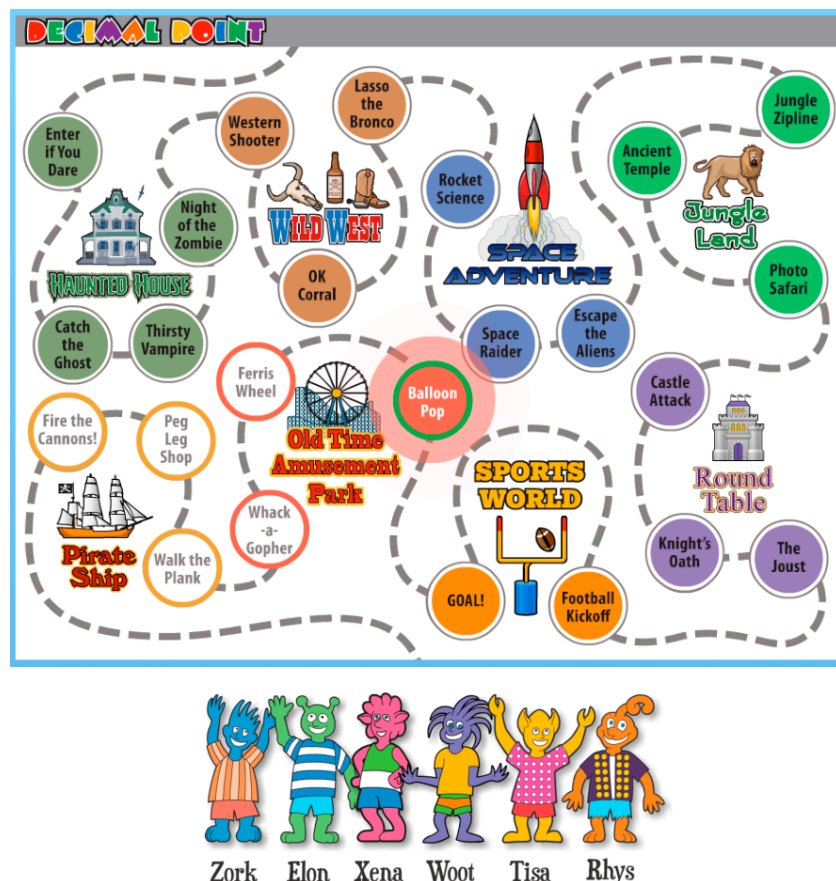 DECIMAL POINT
Enter
if You
Dare
Night
of the
Zombie
HAUNTED HOUSE
Catch
the
Ghost
Thirsty
Vampire
Western
Shooter
Lasso
the
Bronco
WILD WEST
OK
Corral
Rocket
Science
SPACE
ADVENTURE
Space
Raider
Escape
the
Aliens
Jungle
Zipline
Ancient
Temple
Jungle
Land
Photo
Safari
Fire the
Cannons!
Peg
Leg
Shop
Pirate
Ship
Walk the
Plank
Ferris
Wheel
Old Time
Amusement
Park
Balloon
Pop
Whack
-a-
Gopher
SPORTS
WORLD
GOAL!
Football
Kickoff
Castle
Attack
Round
Table
Knight's
Oath
The
Joust
Zork Elon Xena Woot Tisa Rhys